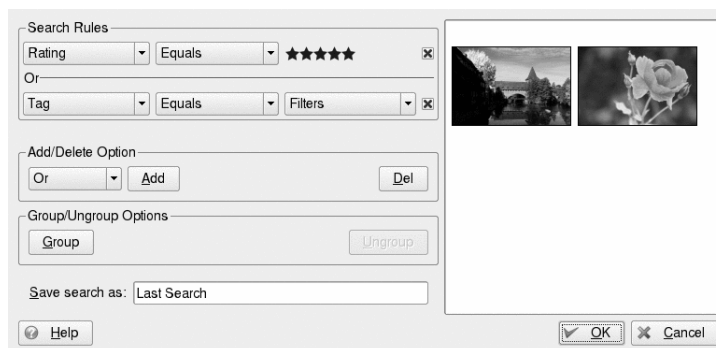 Search Rules
Rating Equals
Or
Tag Equals Filters
Add/Delete Option
Or Add Del
Group/Ungroup Options
Group Ungroup
Save search as: Last Search
Help OK Cancel